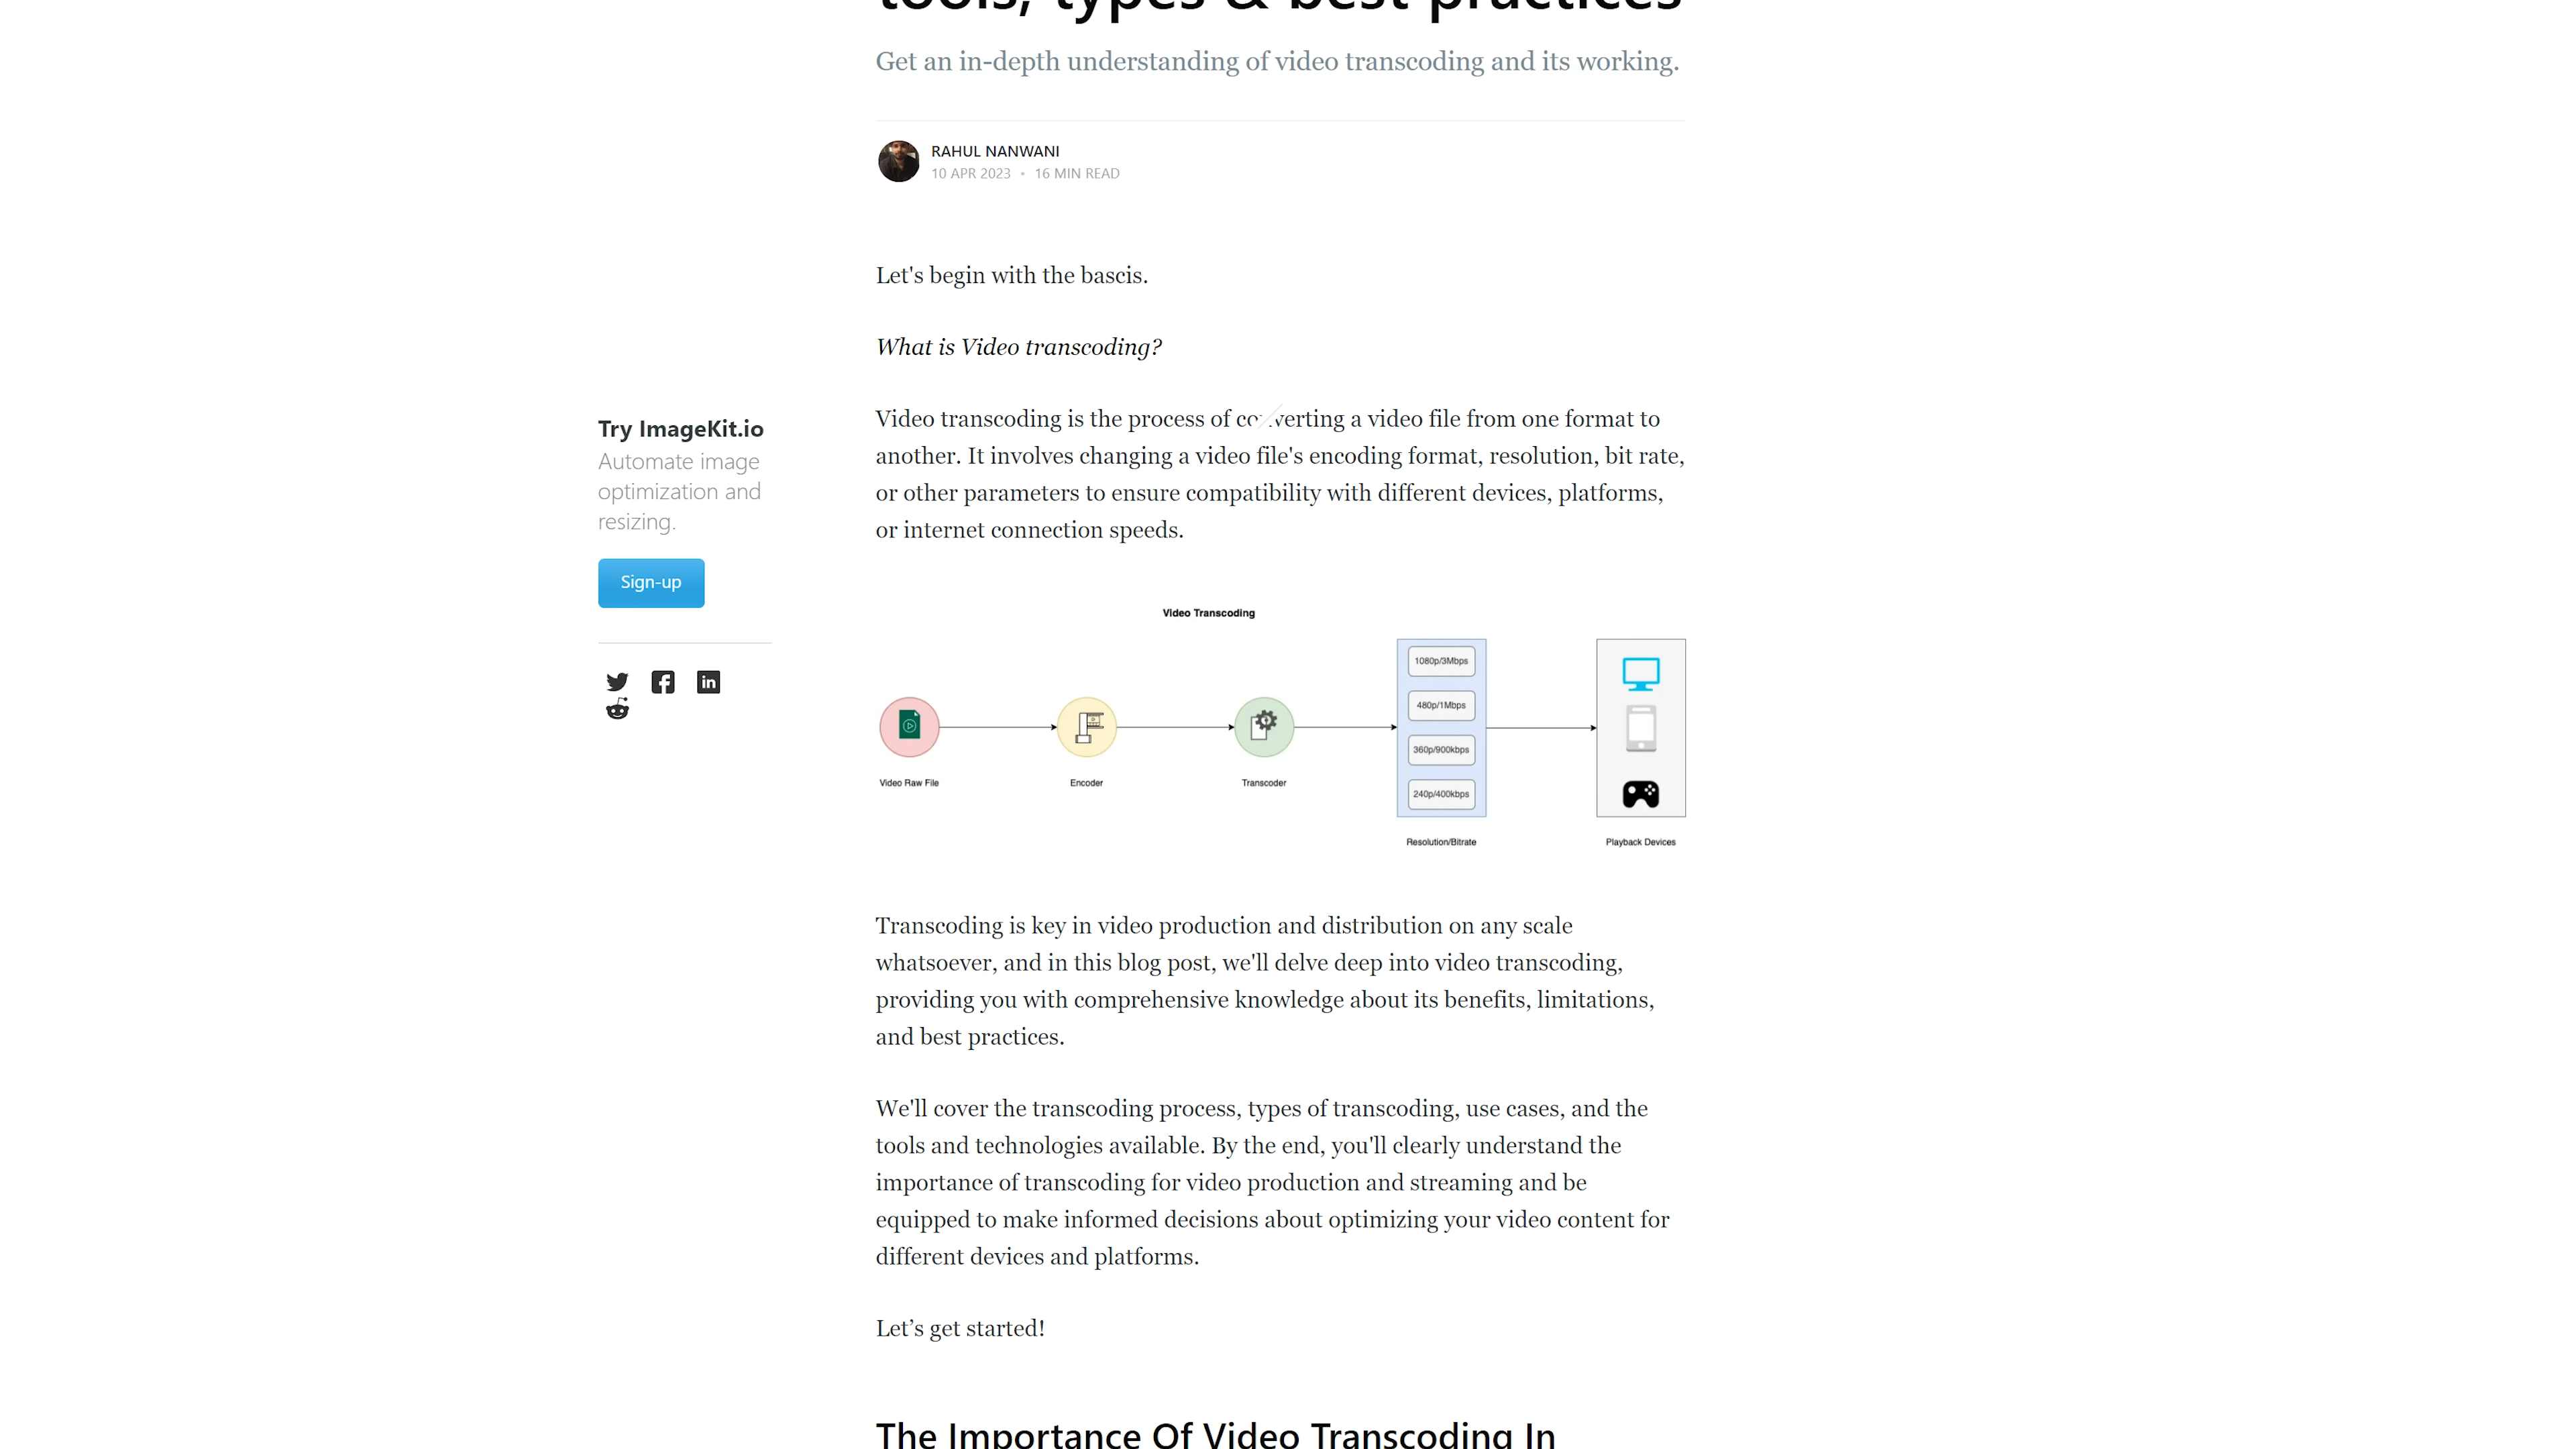 tools, types & best practices
Get an in-depth understanding of video transcoding and its working.
RAHUL NANWANI
10 APR 2023 • 16 MIN READ
Let's begin with the bascis.
What is Video transcoding?
Video transcoding is the process of converting a video file from one format to
another. It involves changing a video file's encoding format, resolution, bit rate,
or other parameters to ensure compatibility with different devices, platforms,
or internet connection speeds.
Try ImageKit.io
Automate image
optimization and
resizing.
Sign-up
Video Transcoding
1080p/3Mbps
480p/1Mbps
360p/900kbps
240p/400kbps
Video Raw File
Encoder
Transcoder
Resolution/Bitrate
Playback Devices
Transcoding is key in video production and distribution on any scale
whatsoever, and in this blog post, we'll delve deep into video transcoding,
providing you with comprehensive knowledge about its benefits, limitations,
and best practices.
We'll cover the transcoding process, types of transcoding, use cases, and the
tools and technologies available. By the end, you'll clearly understand the
importance of transcoding for video production and streaming and be
equipped to make informed decisions about optimizing your video content for
different devices and platforms.
Let’s get started!
The Importance Of Video Transcoding In